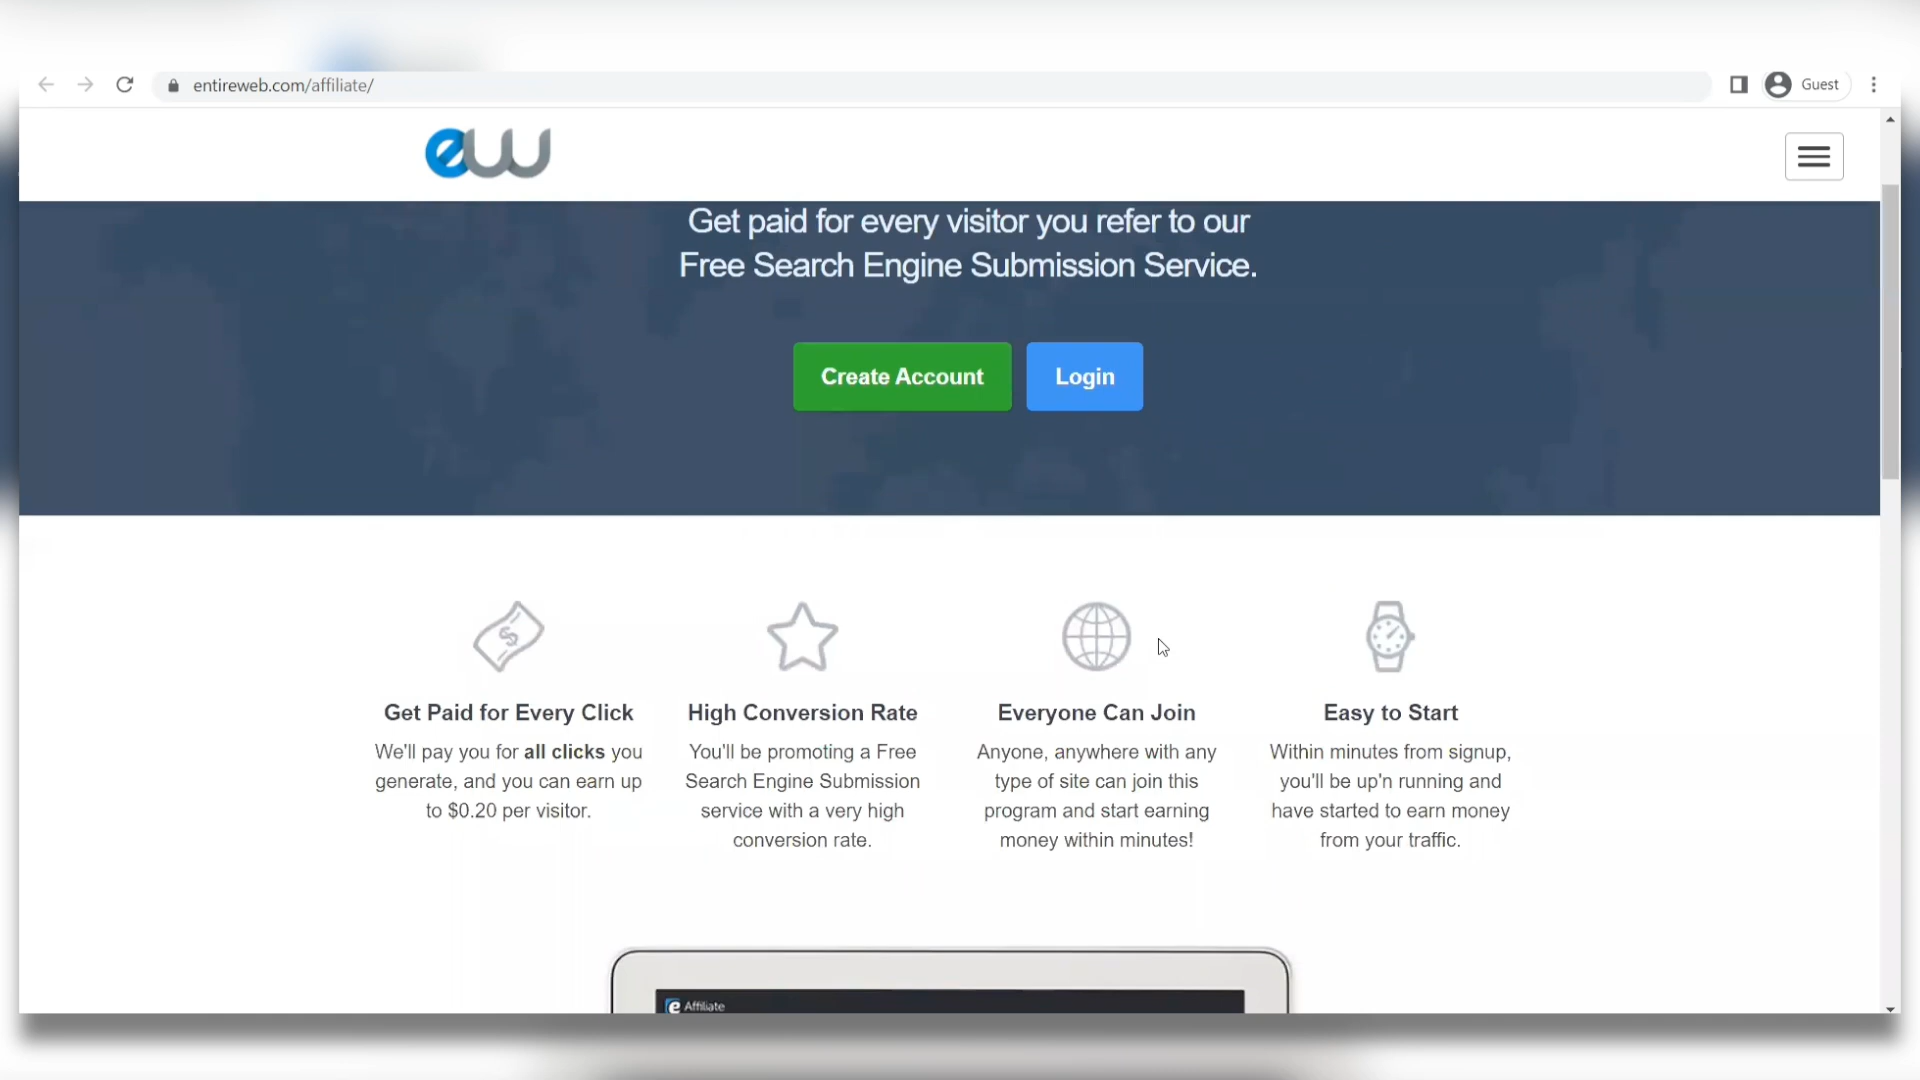 entireweb.com/affiliate/
Guest
ew
Get paid for every visitor you refer to our
Free Search Engine Submission Service.
Create Account
Login
Get Paid for Every Click
We'll pay you for all clicks you
generate, and you can earn up
to $0.20 per visitor.
High Conversion Rate
You'll be promoting a Free
Search Engine Submission
service with a very high
conversion rate.
Everyone Can Join
Anyone, anywhere with any
type of site can join this
program and start earning
money within minutes!
Easy to Start
Within minutes from signup,
you'll be up'n running and
have started to earn money
from your traffic.
e Affiliate